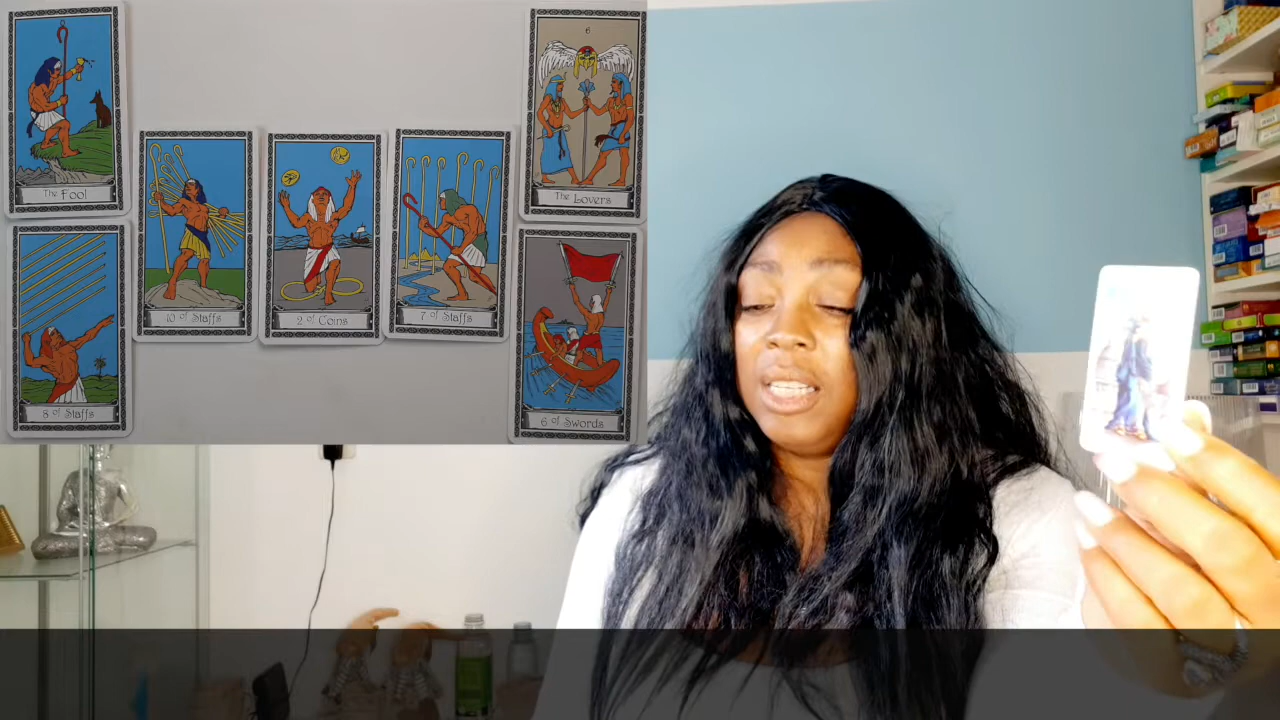 The Fool
8 of Staffs
10 of Staffs
2 of Coins
7 of Staffs
6
The Lovers
6 of Swords